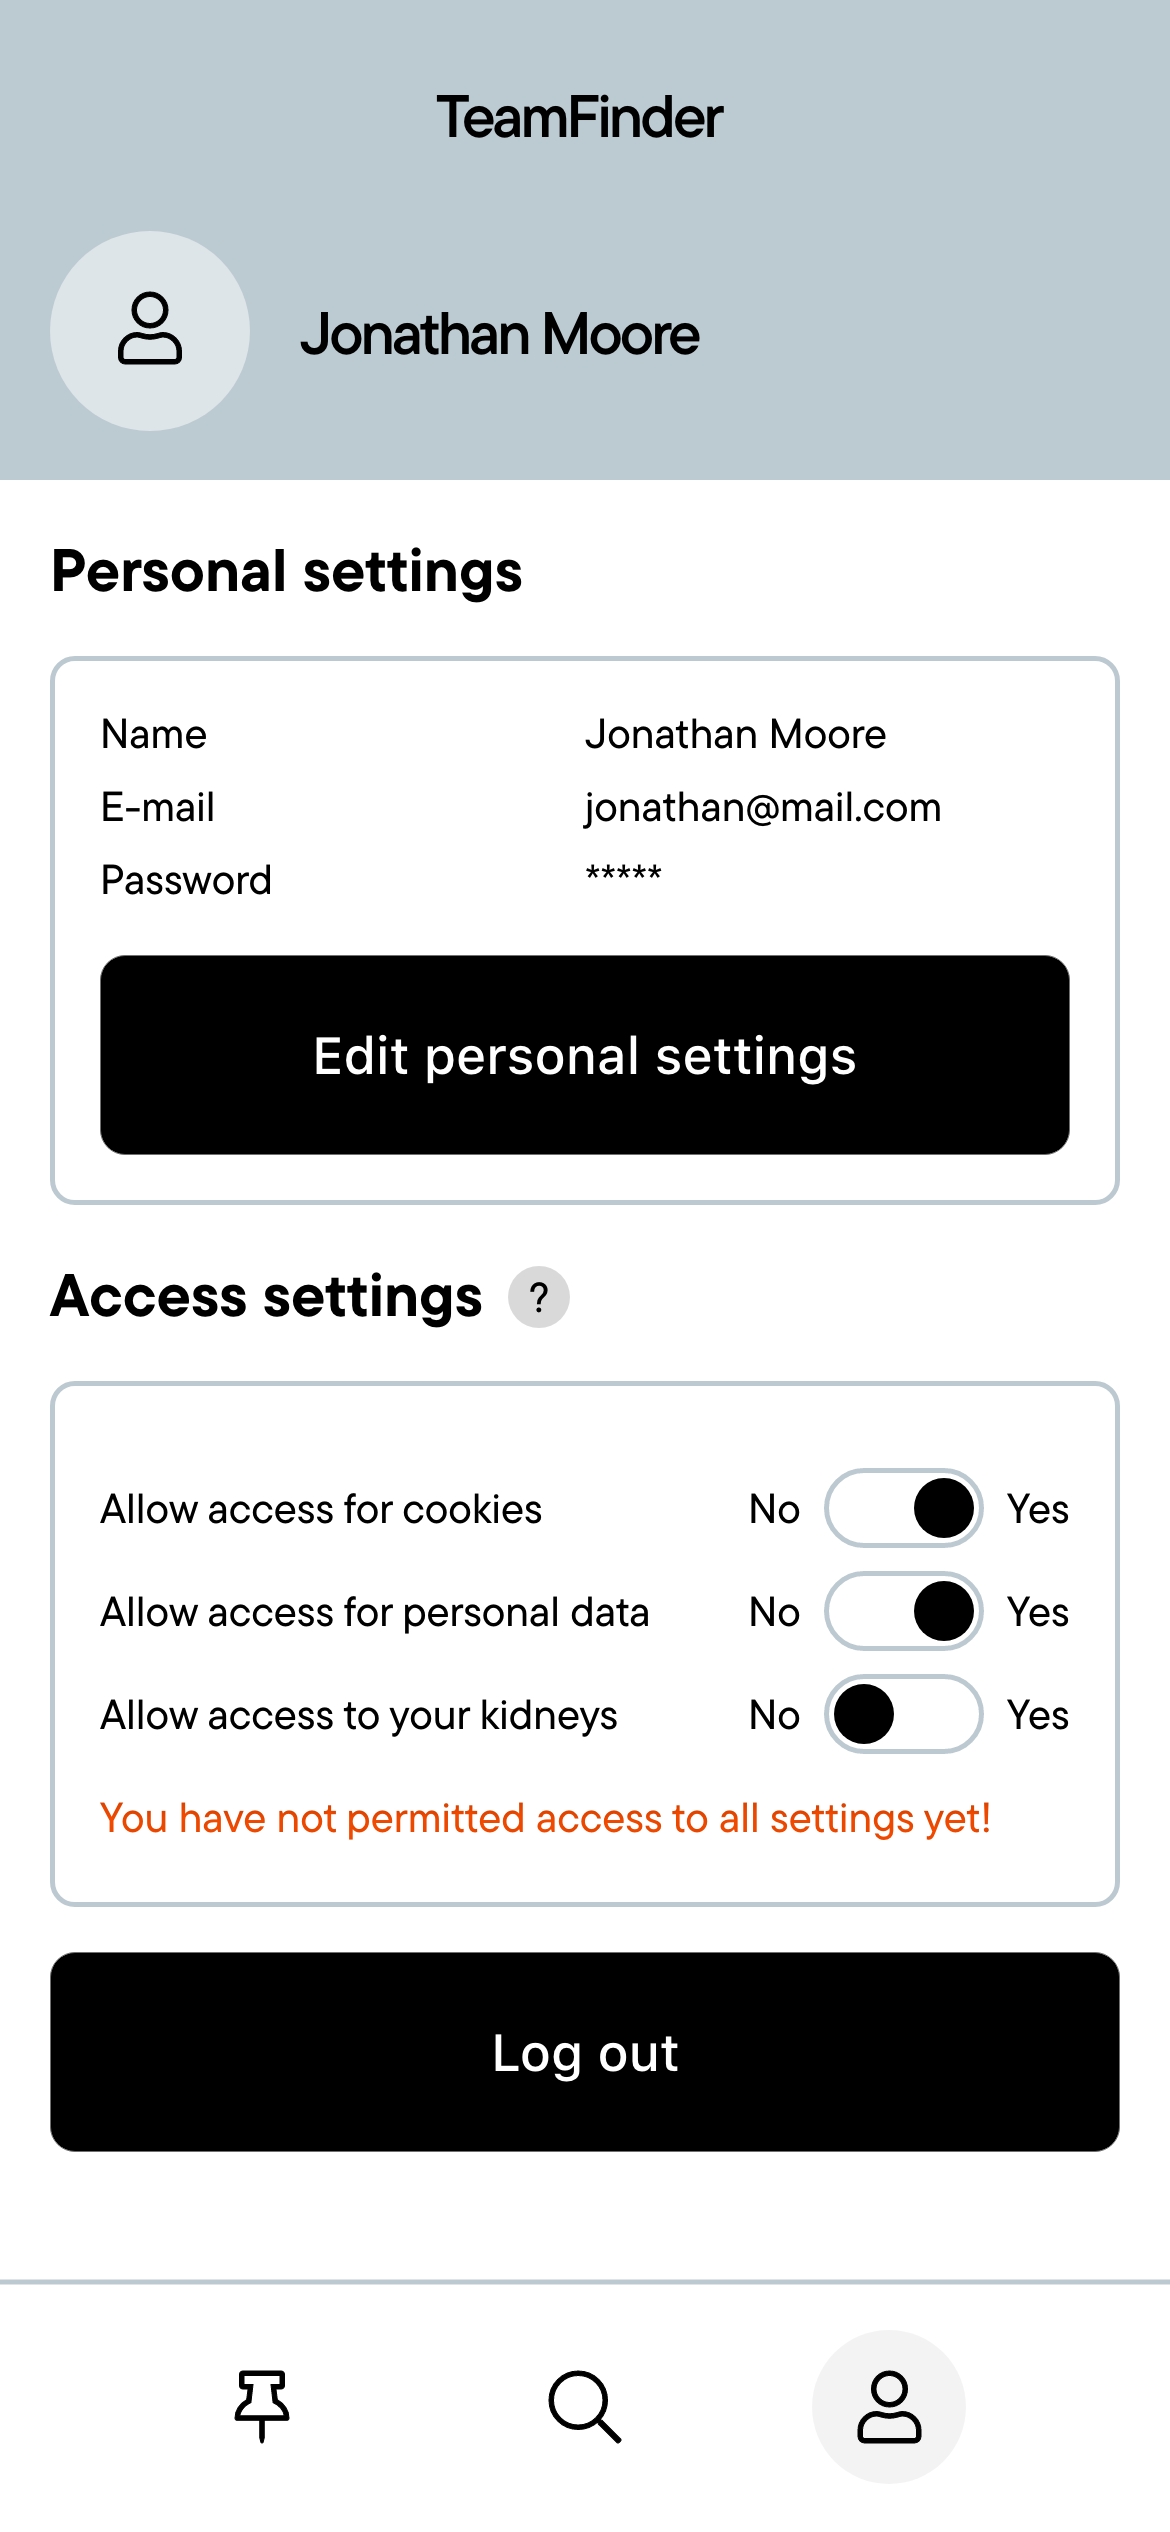 TeamFinder
Jonathan Moore
Personal settings
Name Jonathan Moore
E-mail jonathan@mail.com
Password *****
Edit personal settings
Access settings ?
Allow access for cookies No Yes
Allow access for personal data No Yes
Allow access to your kidneys No Yes
You have not permitted access to all settings yet!
Log out